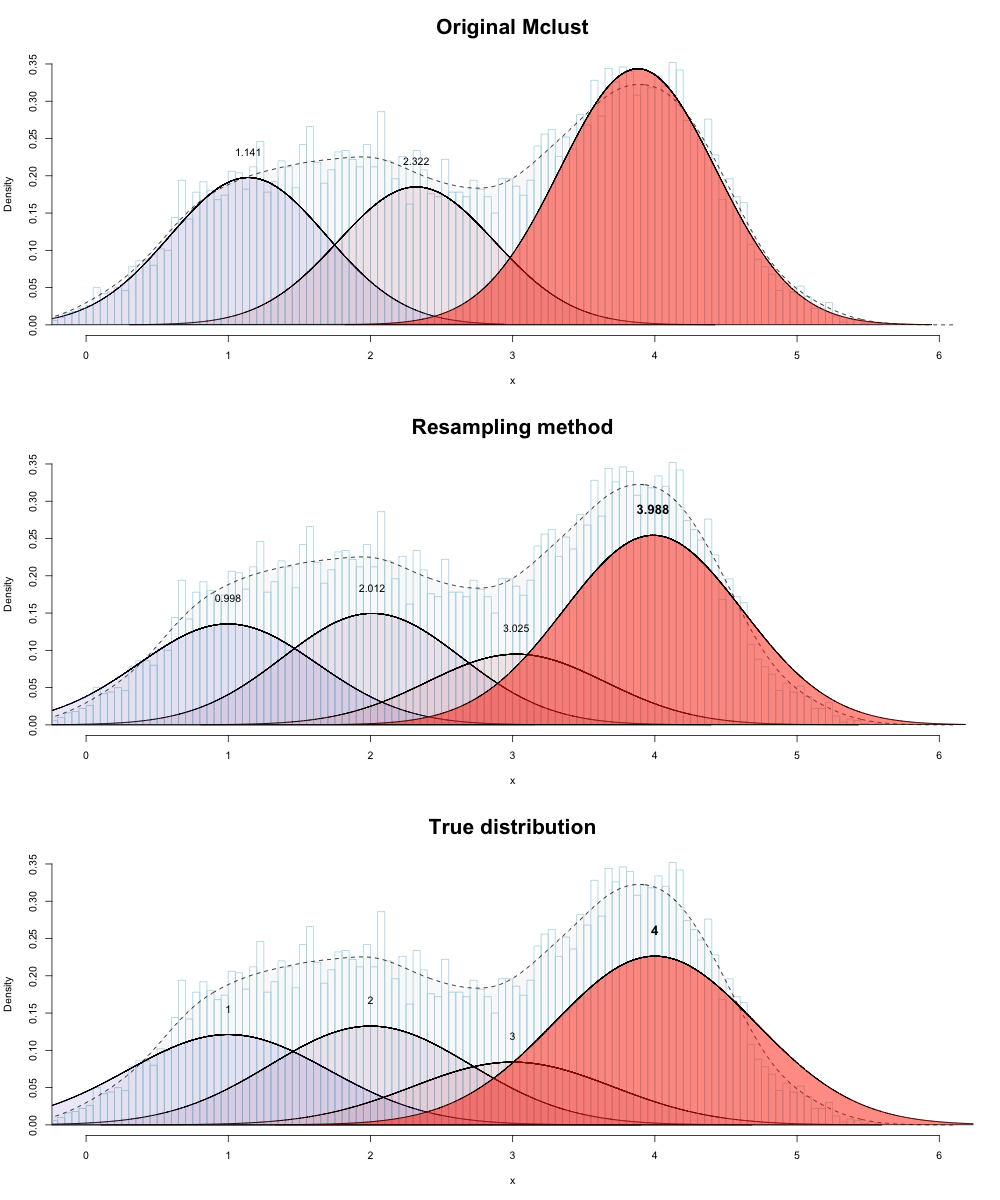 Original Mclust
0.35
0.30
0.25
0.20
0.15
0.10
0.05
0.00
Density
1.141
2.322
0 1 2 3 4 5 6
x
Resampling method
0.35
0.30
0.25
0.20
0.15
0.10
0.05
0.00
Density
3.988
2.012
0.998
3.025
0 1 2 3 4 5 6
x
True distribution
0.35
0.30
0.25
0.20
0.15
0.10
0.05
0.00
Density
4
2
1
3
0 1 2 3 4 5 6
x